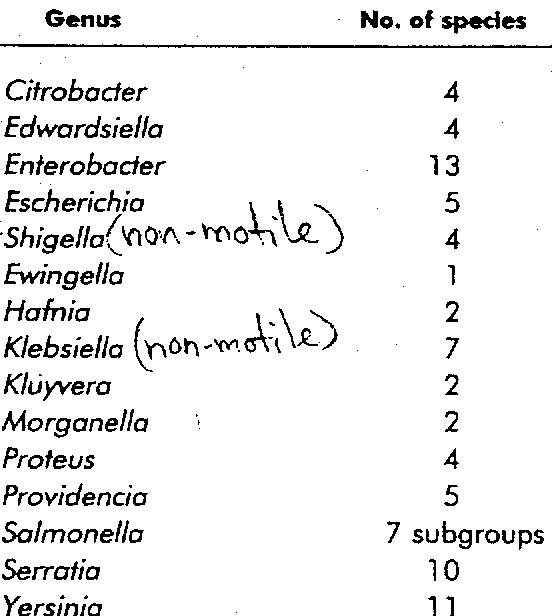 Genus No. of species
Citrobacter 4
Edwardsiella 4
Enterobacter 13
Escherichia 5
Shigella (non-motile) 4
Ewingella 1
Hafnia 2
Klebsiella (non-motile) 7
Kluyvera 2
Morganella 2
Proteus 4
Providencia 5
Salmonella 7 subgroups
Serratia 10
Yersinia 11